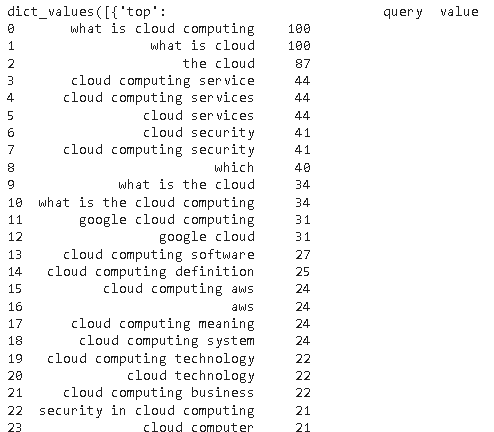 dict_values([{'top':                            query  value
0         what is cloud computing    100
1                   what is cloud    100
2                       the cloud     87
3         cloud computing service     44
4        cloud computing services     44
5                  cloud services     44
6                  cloud security     41
7        cloud computing security     41
8                           which     40
9               what is the cloud     34
10    what is the cloud computing     34
11         google cloud computing     31
12                   google cloud     31
13       cloud computing software     27
14     cloud computing definition     25
15            cloud computing aws     24
16                            aws     24
17        cloud computing meaning     24
18         cloud computing system     24
19     cloud computing technology     22
20               cloud technology     22
21       cloud computing business     22
22    security in cloud computing     21
23                 cloud computer     21